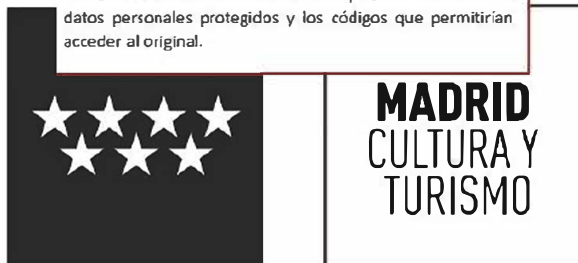 datos personales protegidos y los códigos que permitirían
acceder al original.
MADRID
CULTURA Y
TURISMO